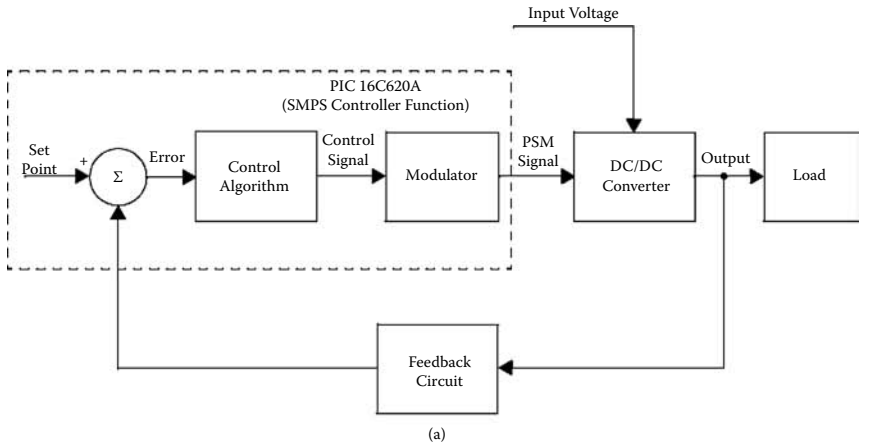 Input Voltage
PIC 16C620A
(SMPS Controller Function)
Set
Point
+
Σ
Error
Control
Algorithm
Control
Signal
Modulator
PSM
Signal
DC/DC
Converter
Output
Load
Feedback
Circuit
(a)